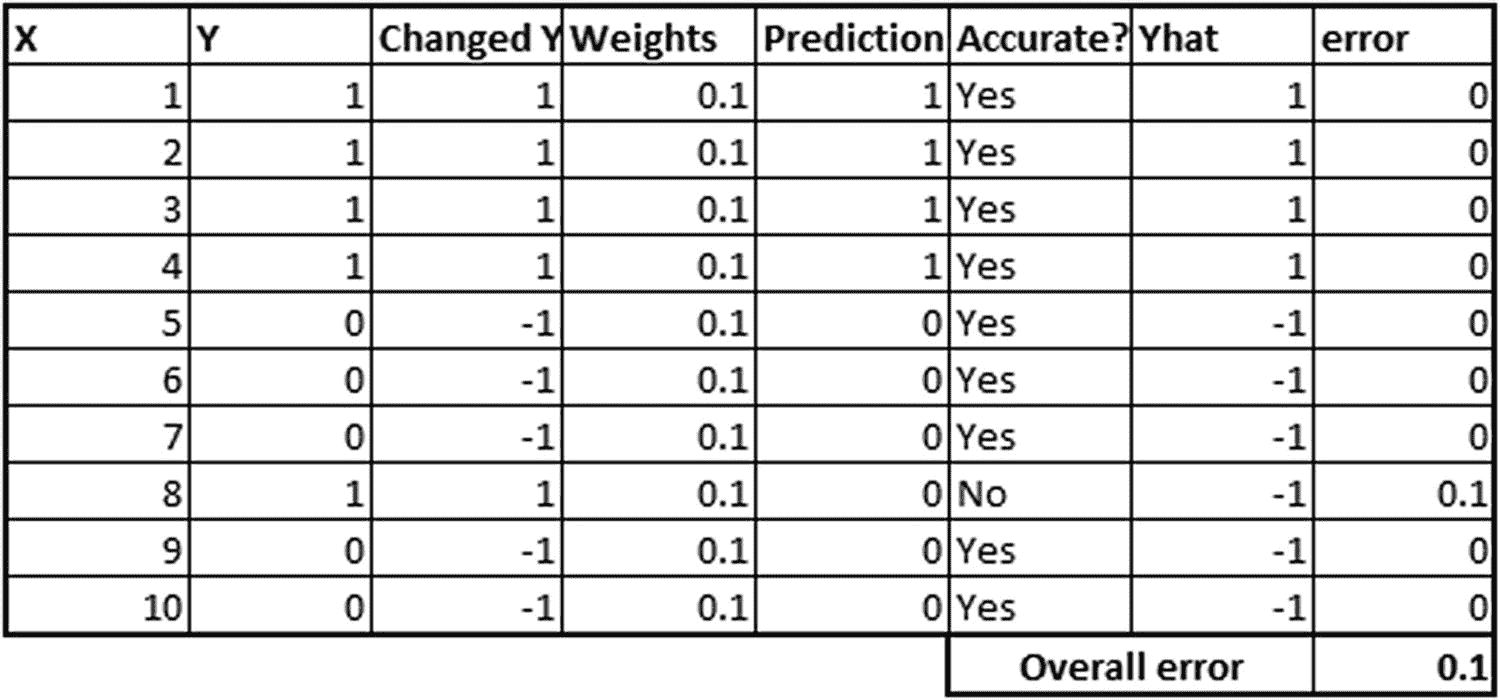 X Y Changed Y Weights Prediction Accurate? Yhat error
1 1 1 0.1 1 Yes 1 0
2 1 1 0.1 1 Yes 1 0
3 1 1 0.1 1 Yes 1 0
4 1 1 0.1 1 Yes 1 0
5 0 -1 0.1 0 Yes -1 0
6 0 -1 0.1 0 Yes -1 0
7 0 -1 0.1 0 Yes -1 0
8 1 1 0.1 0 No -1 0.1
9 0 -1 0.1 0 Yes -1 0
10 0 -1 0.1 0 Yes -1 0
Overall error 0.1